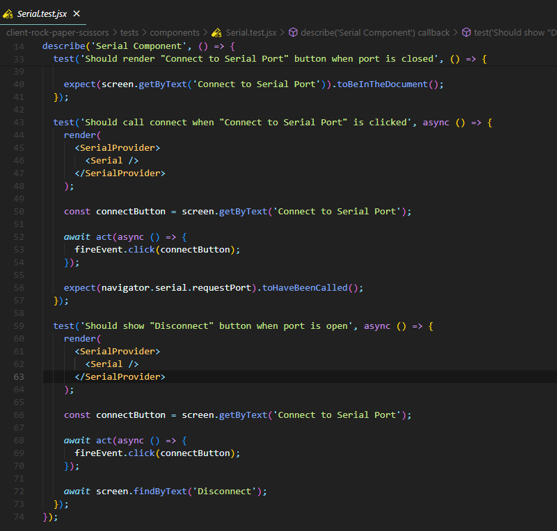 Serial.test.jsx
client-rock-paper-scissors > tests > components > Serial.test.jsx > describe('Serial Component') callback > test('Should show "D
14 describe('Serial Component', () => {
33 test('Should render "Connect to Serial Port" button when port is closed', () => {
39
40 expect(screen.getByText('Connect to Serial Port')).toBeInTheDocument();
41 });
42
43 test('Should call connect when "Connect to Serial Port" is clicked', async () => {
44 render(
45 <SerialProvider>
46 <Serial />
47 </SerialProvider>
48 );
49
50 const connectButton = screen.getByText('Connect to Serial Port');
51
52 await act(async () => {
53 fireEvent.click(connectButton);
54 });
55
56 expect(navigator.serial.requestPort).toHaveBeenCalled();
57 });
58
59 test('Should show "Disconnect" button when port is open', async () => {
60 render(
61 <SerialProvider>
62 <Serial />
63 </SerialProvider>
64 );
65
66 const connectButton = screen.getByText('Connect to Serial Port');
67
68 await act(async () => {
69 fireEvent.click(connectButton);
70 });
71
72 await screen.findByText('Disconnect');
73 });
74 });